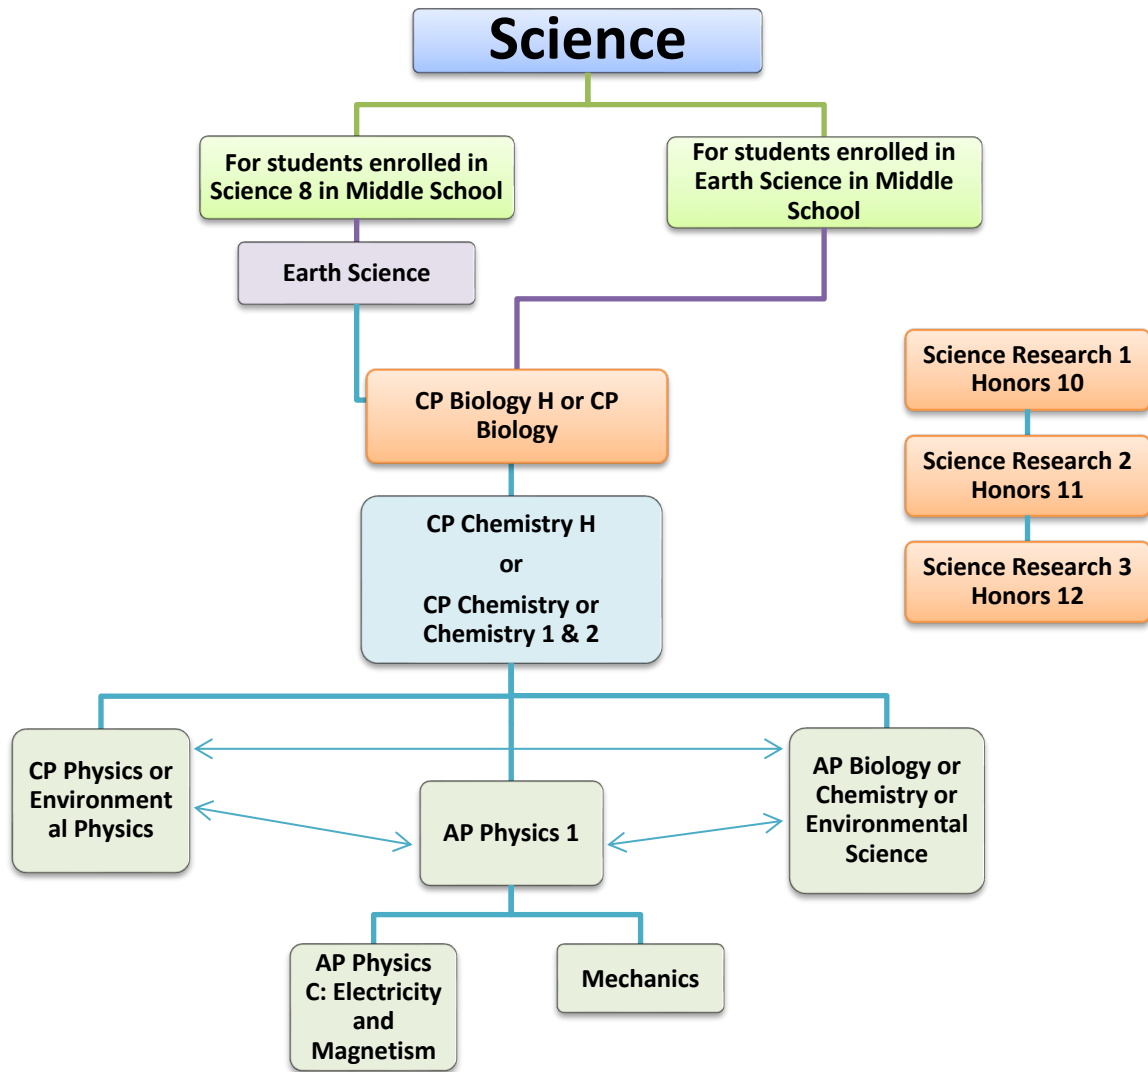 Science
For students enrolled in
Science 8 in Middle School
For students enrolled in
Earth Science in Middle
School
Earth Science
CP Biology H or CP
Biology
Science Research 1
Honors 10
Science Research 2
Honors 11
Science Research 3
Honors 12
CP Chemistry H
or
CP Chemistry or
Chemistry 1 & 2
CP Physics or
Environment
al Physics
AP Physics 1
AP Biology or
Chemistry or
Environmental
Science
AP Physics
C: Electricity
and
Magnetism
Mechanics